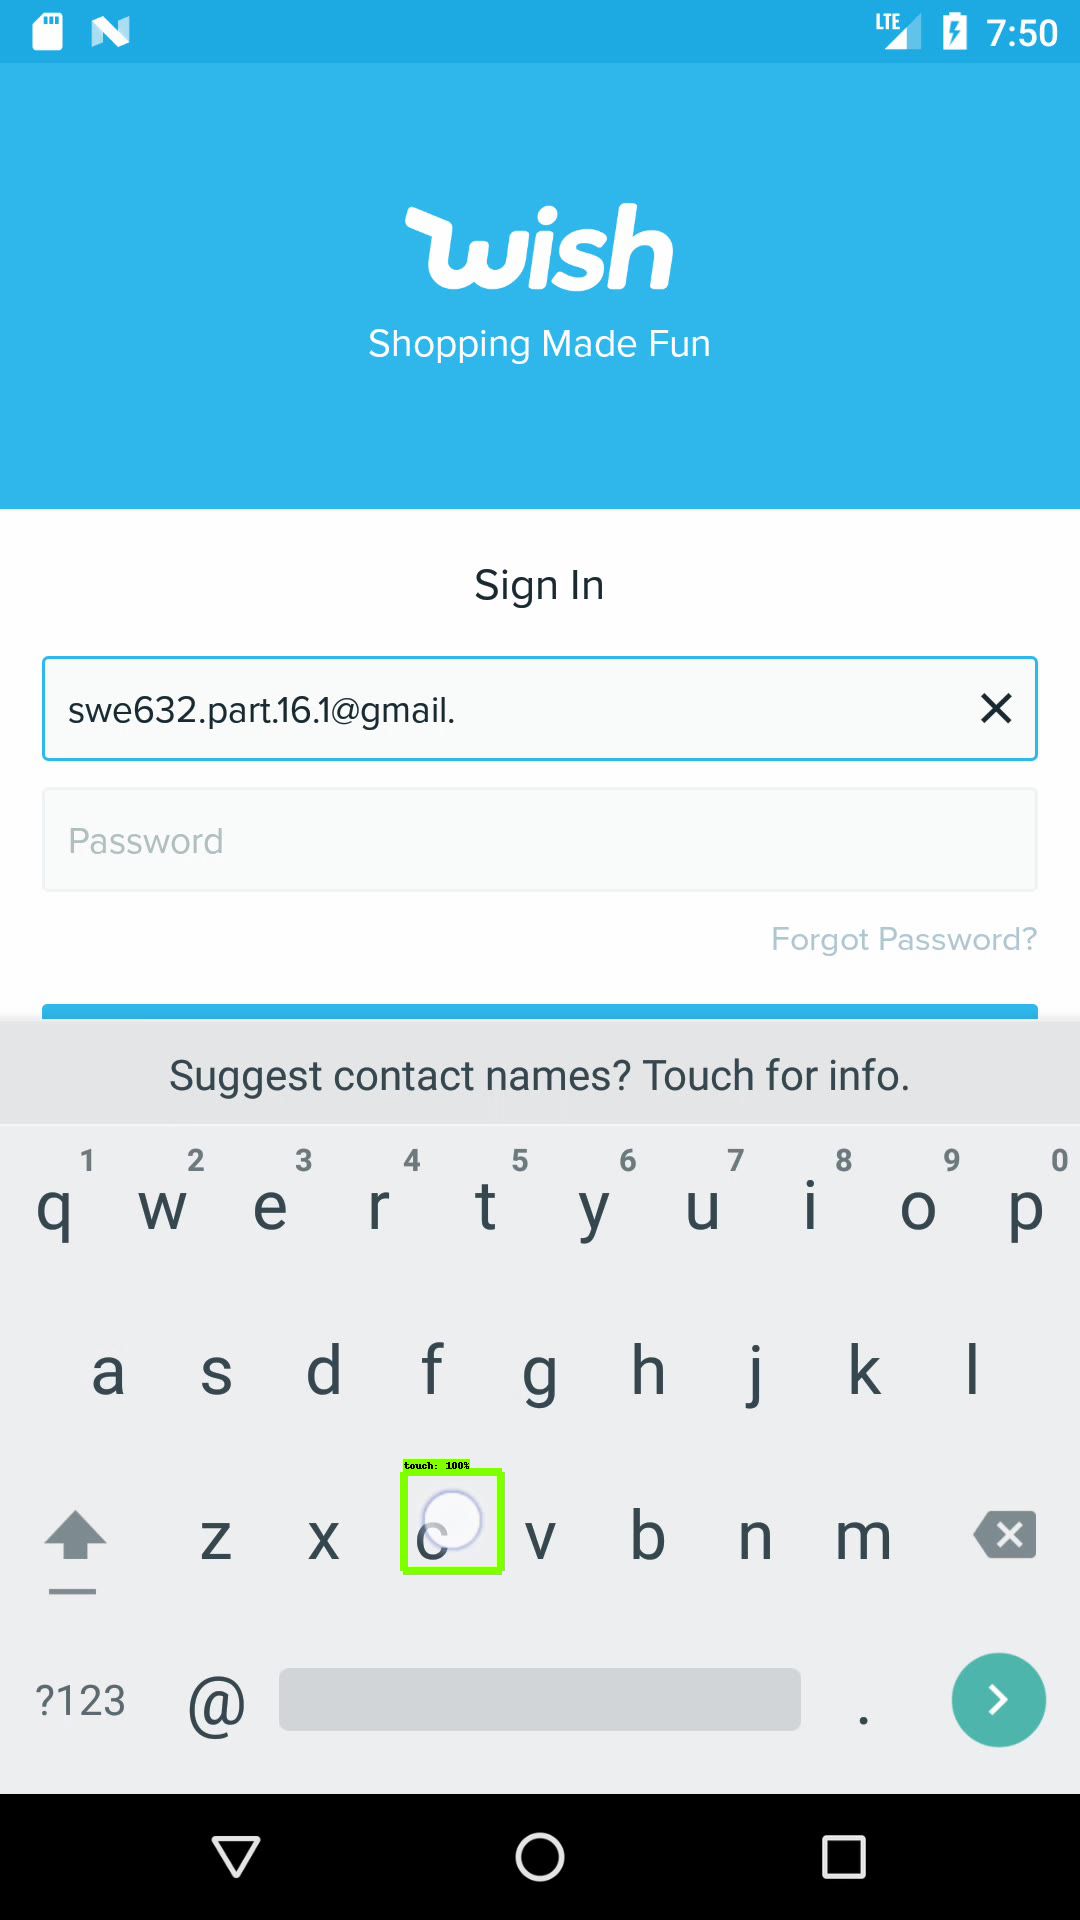 LTE 7:50
wish
Shopping Made Fun
Sign In
swe632.part.16.1@gmail.
Password
Forgot Password?
Suggest contact names? Touch for info.
1 2 3 4 5 6 7 8 9 0
q w e r t y u i o p
a s d f g h j k l
touch: 100%
z x c v b n m
?123 @ .